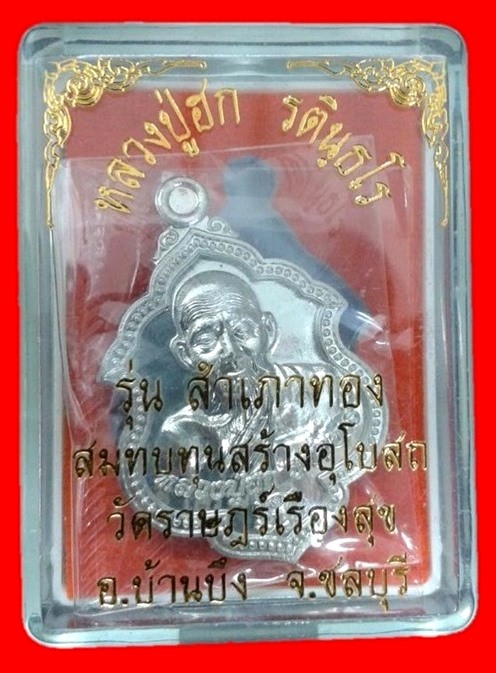 หลวงปู่ฮก รตินฺธโร
รุ่น สำเภาทอง
สมทบทุนสร้างอุโบสถ
วัดราษฎร์เรืองสุข
อ.บ้านบึง จ.ชลบุรี